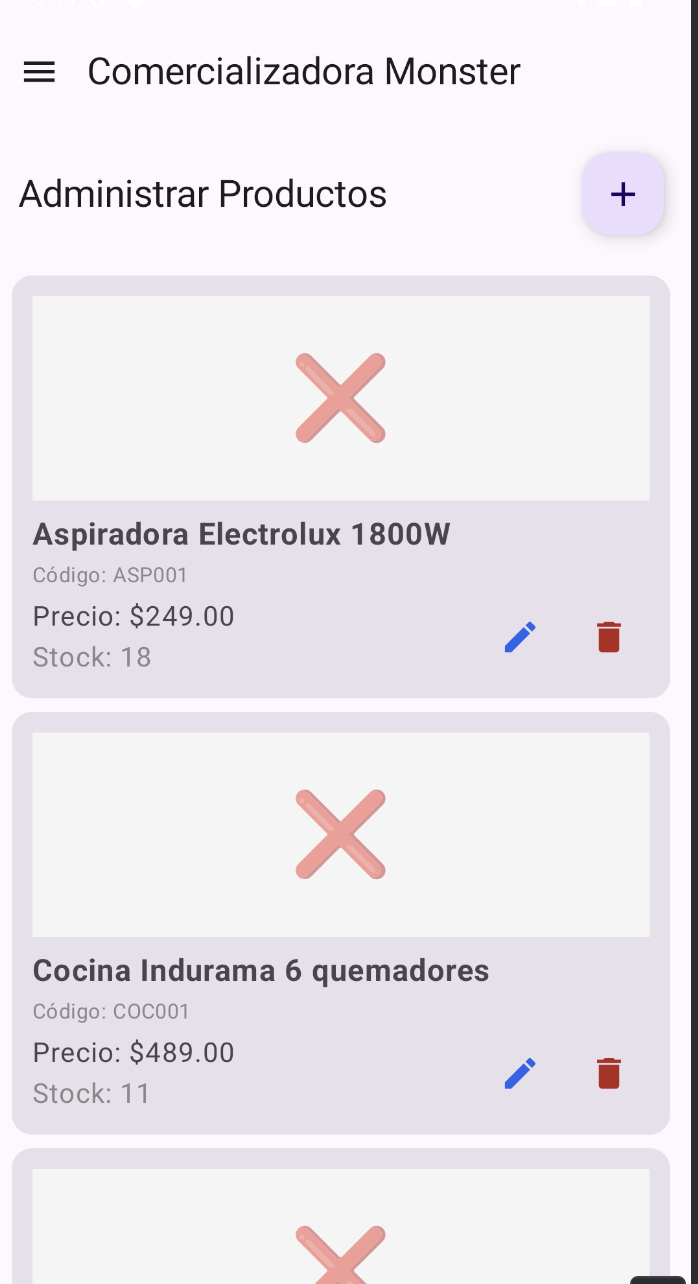 Comercializadora Monster
Administrar Productos
Aspiradora Electrolux 1800W
Código: ASP001
Precio: $249.00
Stock: 18
Cocina Indurama 6 quemadores
Código: COC001
Precio: $489.00
Stock: 11